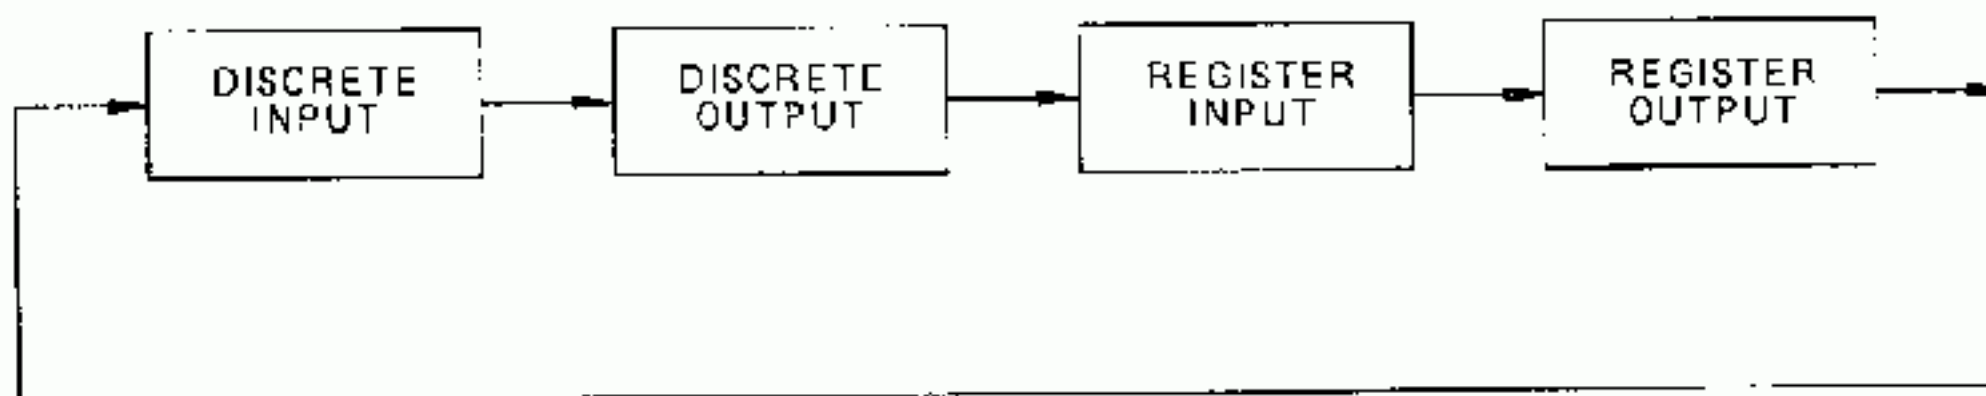 DISCRETE
INPUT
DISCRETE
OUTPUT
REGISTER
INPUT
REGISTER
OUTPUT